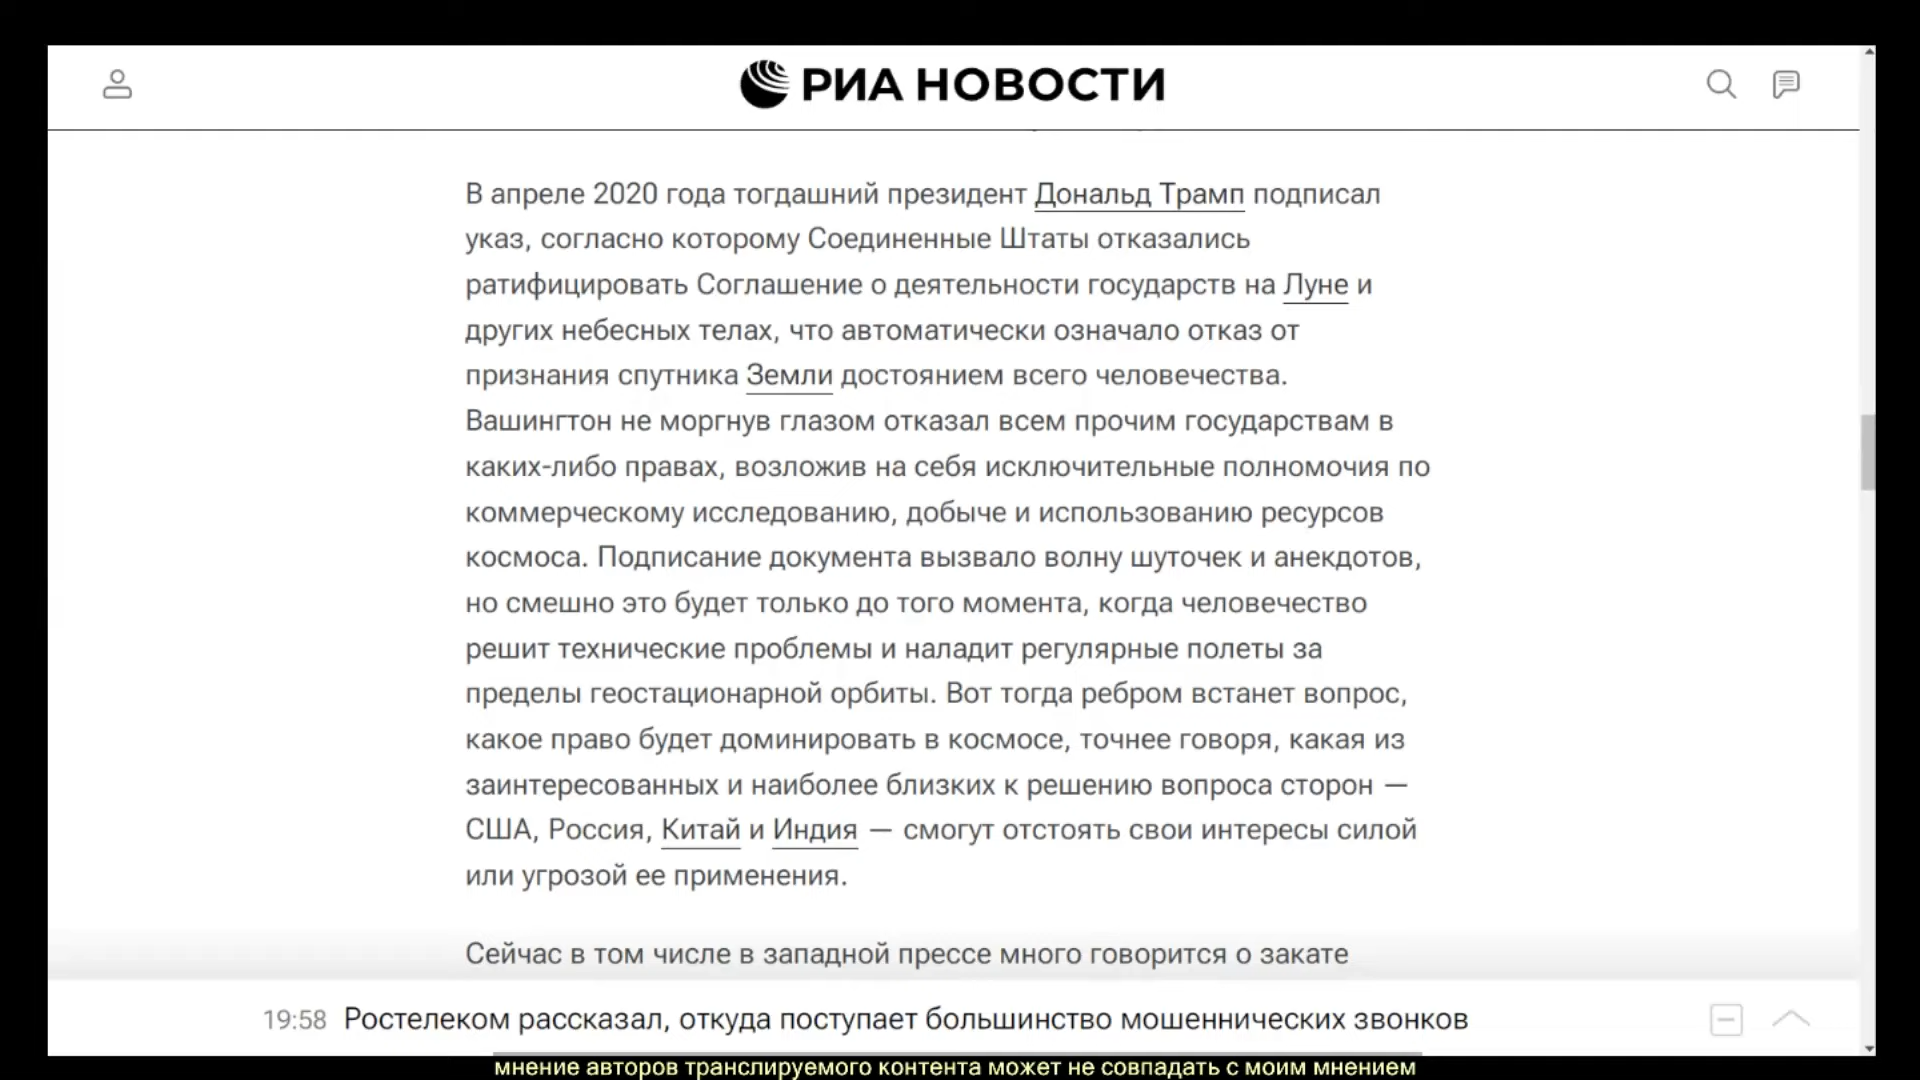 РИА НОВОСТИ
В апреле 2020 года тогдашний президент Дональд Трамп подписал
указ, согласно которому Соединенные Штаты отказались
ратифицировать Соглашение о деятельности государств на Луне и
других небесных телах, что автоматически означало отказ от
признания спутника Земли достоянием всего человечества.
Вашингтон не моргнув глазом отказал всем прочим государствам в
каких-либо правах, возложив на себя исключительные полномочия по
коммерческому исследованию, добыче и использованию ресурсов
космоса. Подписание документа вызвало волну шуточек и анекдотов,
но смешно это будет только до того момента, когда человечество
решит технические проблемы и наладит регулярные полеты за
пределы геостационарной орбиты. Вот тогда ребром встанет вопрос,
какое право будет доминировать в космосе, точнее говоря, какая из
заинтересованных и наиболее близких к решению вопроса сторон —
США, Россия, Китай и Индия — смогут отстоять свои интересы силой
или угрозой ее применения.
Сейчас в том числе в западной прессе много говорится о закате
19:58 Ростелеком рассказал, откуда поступает большинство мошеннических звонков
мнение авторов транслируемого контента может не совпадать с моим мнением